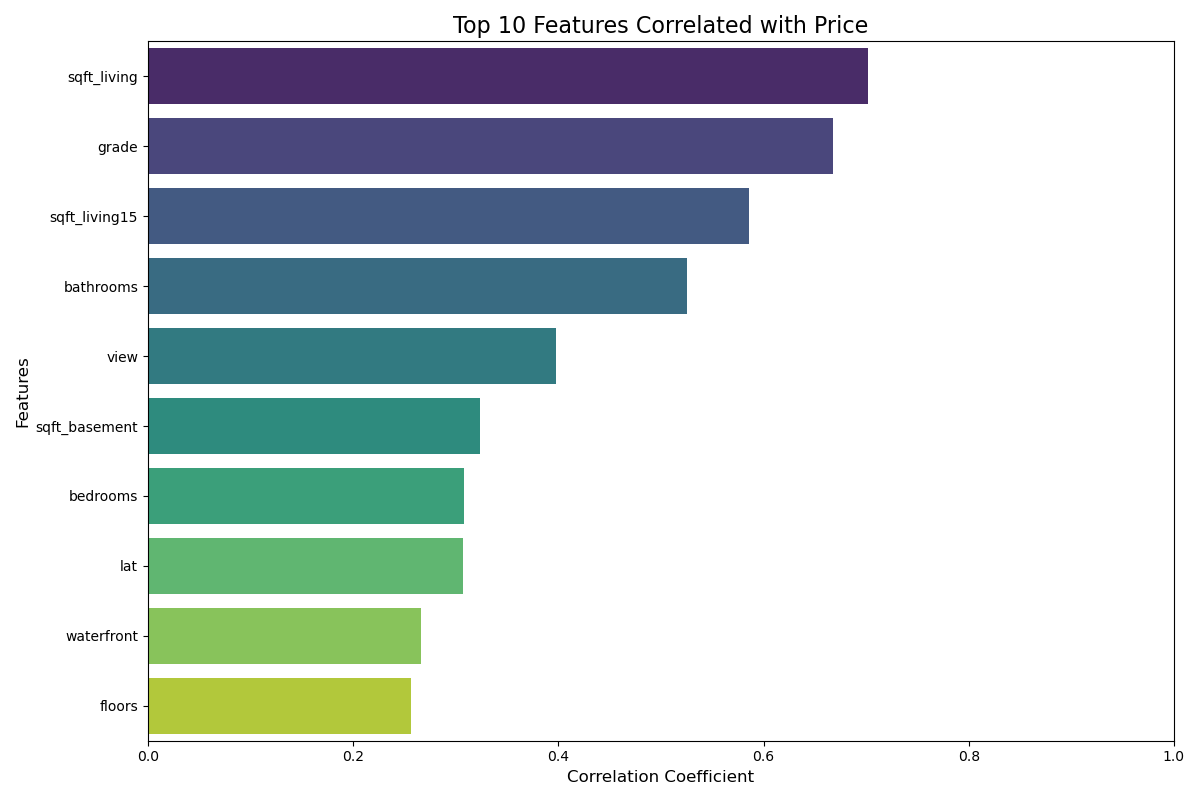 Top 10 Features Correlated with Price
sqft_living
grade
sqft_living15
bathrooms
view
sqft_basement
bedrooms
lat
waterfront
floors
Features
0.0 0.2 0.4 0.6 0.8 1.0
Correlation Coefficient